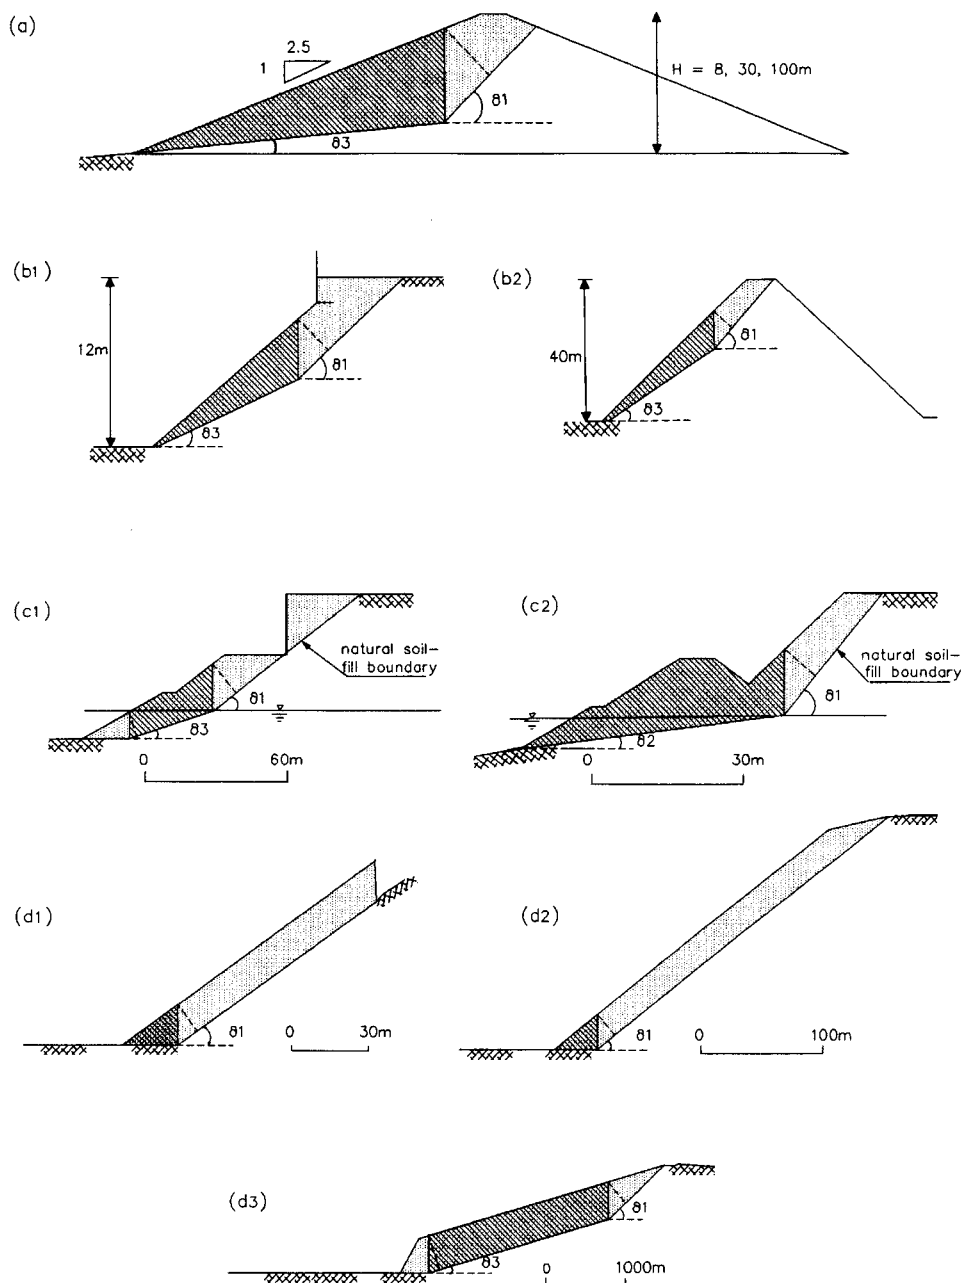 (a)
2.5
1
H = 8, 30, 100m
ϑ1
ϑ3
(b1)
12m
ϑ1
ϑ3
(b2)
40m
ϑ1
ϑ3
(c1)
natural soil–
fill boundary
ϑ1
ϑ3
0 60m
(c2)
natural soil–
fill boundary
ϑ1
ϑ2
0 30m
(d1)
ϑ1
0 30m
(d2)
ϑ1
0 100m
(d3)
ϑ1
ϑ3
0 1000m